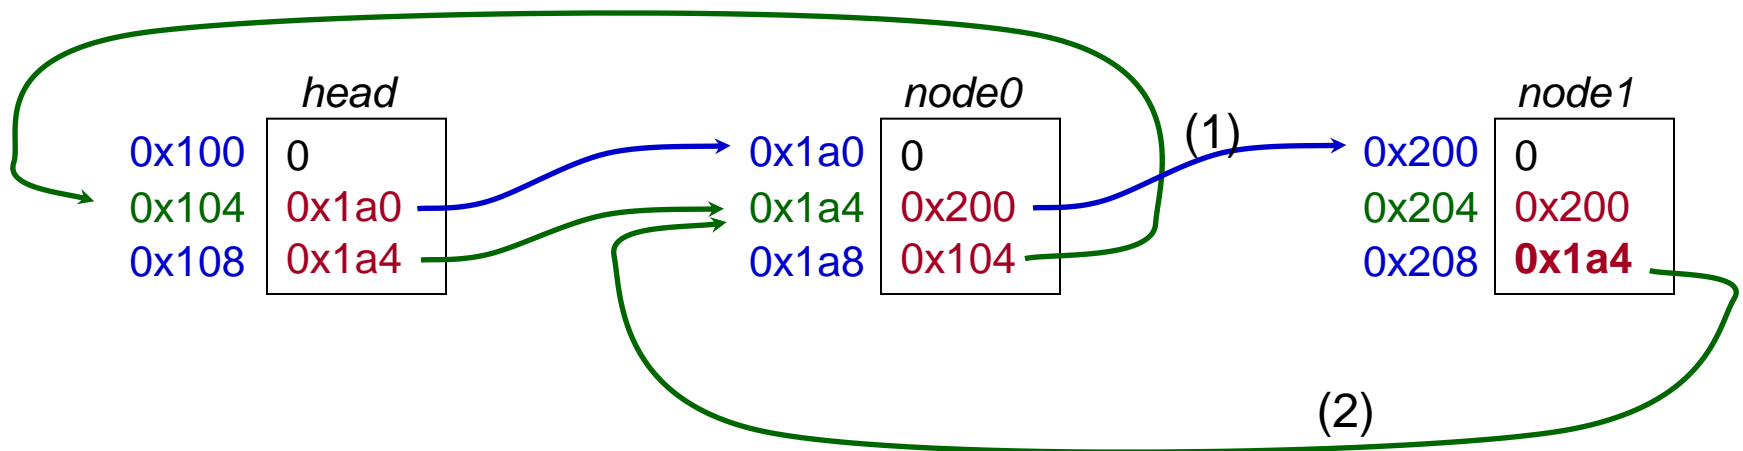 head node0 node1
(1)
0x100 0 0x1a0 0 0x200 0
0x104 0x1a0 0x1a4 0x200 0x204 0x200
0x108 0x1a4 0x1a8 0x104 0x208 0x1a4
(2)